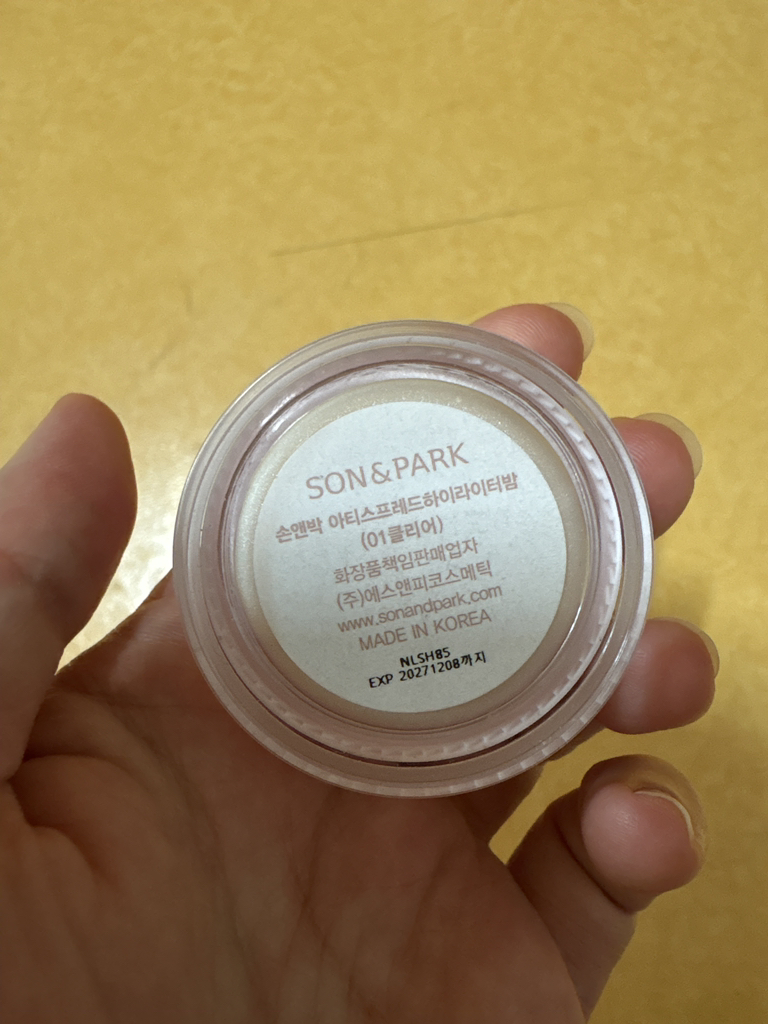 SON&PARK
손앤박 아티스프레드하이라이터밤
(01클리어)
화장품책임판매업자
(주)에스앤피코스메틱
www.sonandpark.com
MADE IN KOREA
NLSH85
EXP 20271208까지